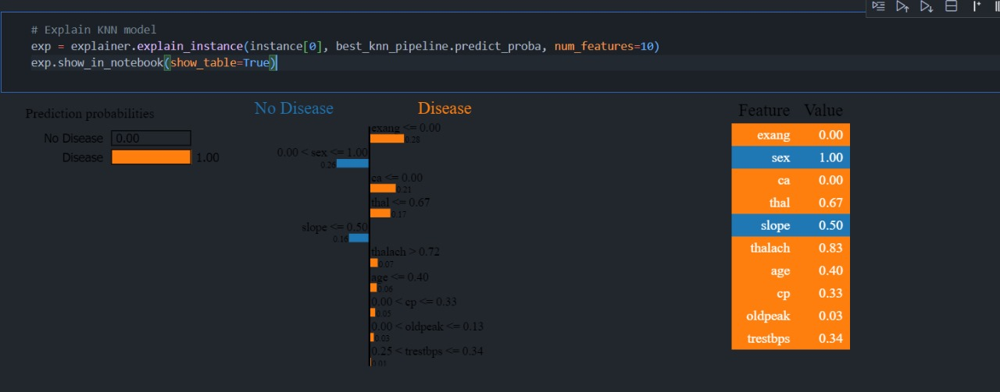 # Explain KNN model
exp = explainer.explain_instance(instance[0], best_knn_pipeline.predict_proba, num_features=10)
exp.show_in_notebook(show_table=True)
Prediction probabilities
No Disease 0.00
Disease 1.00
No Disease Disease
exang <= 0.00
0.28
0.00 < sex <= 1.00
0.26
ca <= 0.00
0.21
thal <= 0.67
0.17
slope <= 0.50
0.16
thalach > 0.72
0.07
age <= 0.40
0.06
0.00 < cp <= 0.33
0.05
0.00 < oldpeak <= 0.13
0.03
0.25 < trestbps <= 0.34
0.01
Feature Value
exang 0.00
sex 1.00
ca 0.00
thal 0.67
slope 0.50
thalach 0.83
age 0.40
cp 0.33
oldpeak 0.03
trestbps 0.34